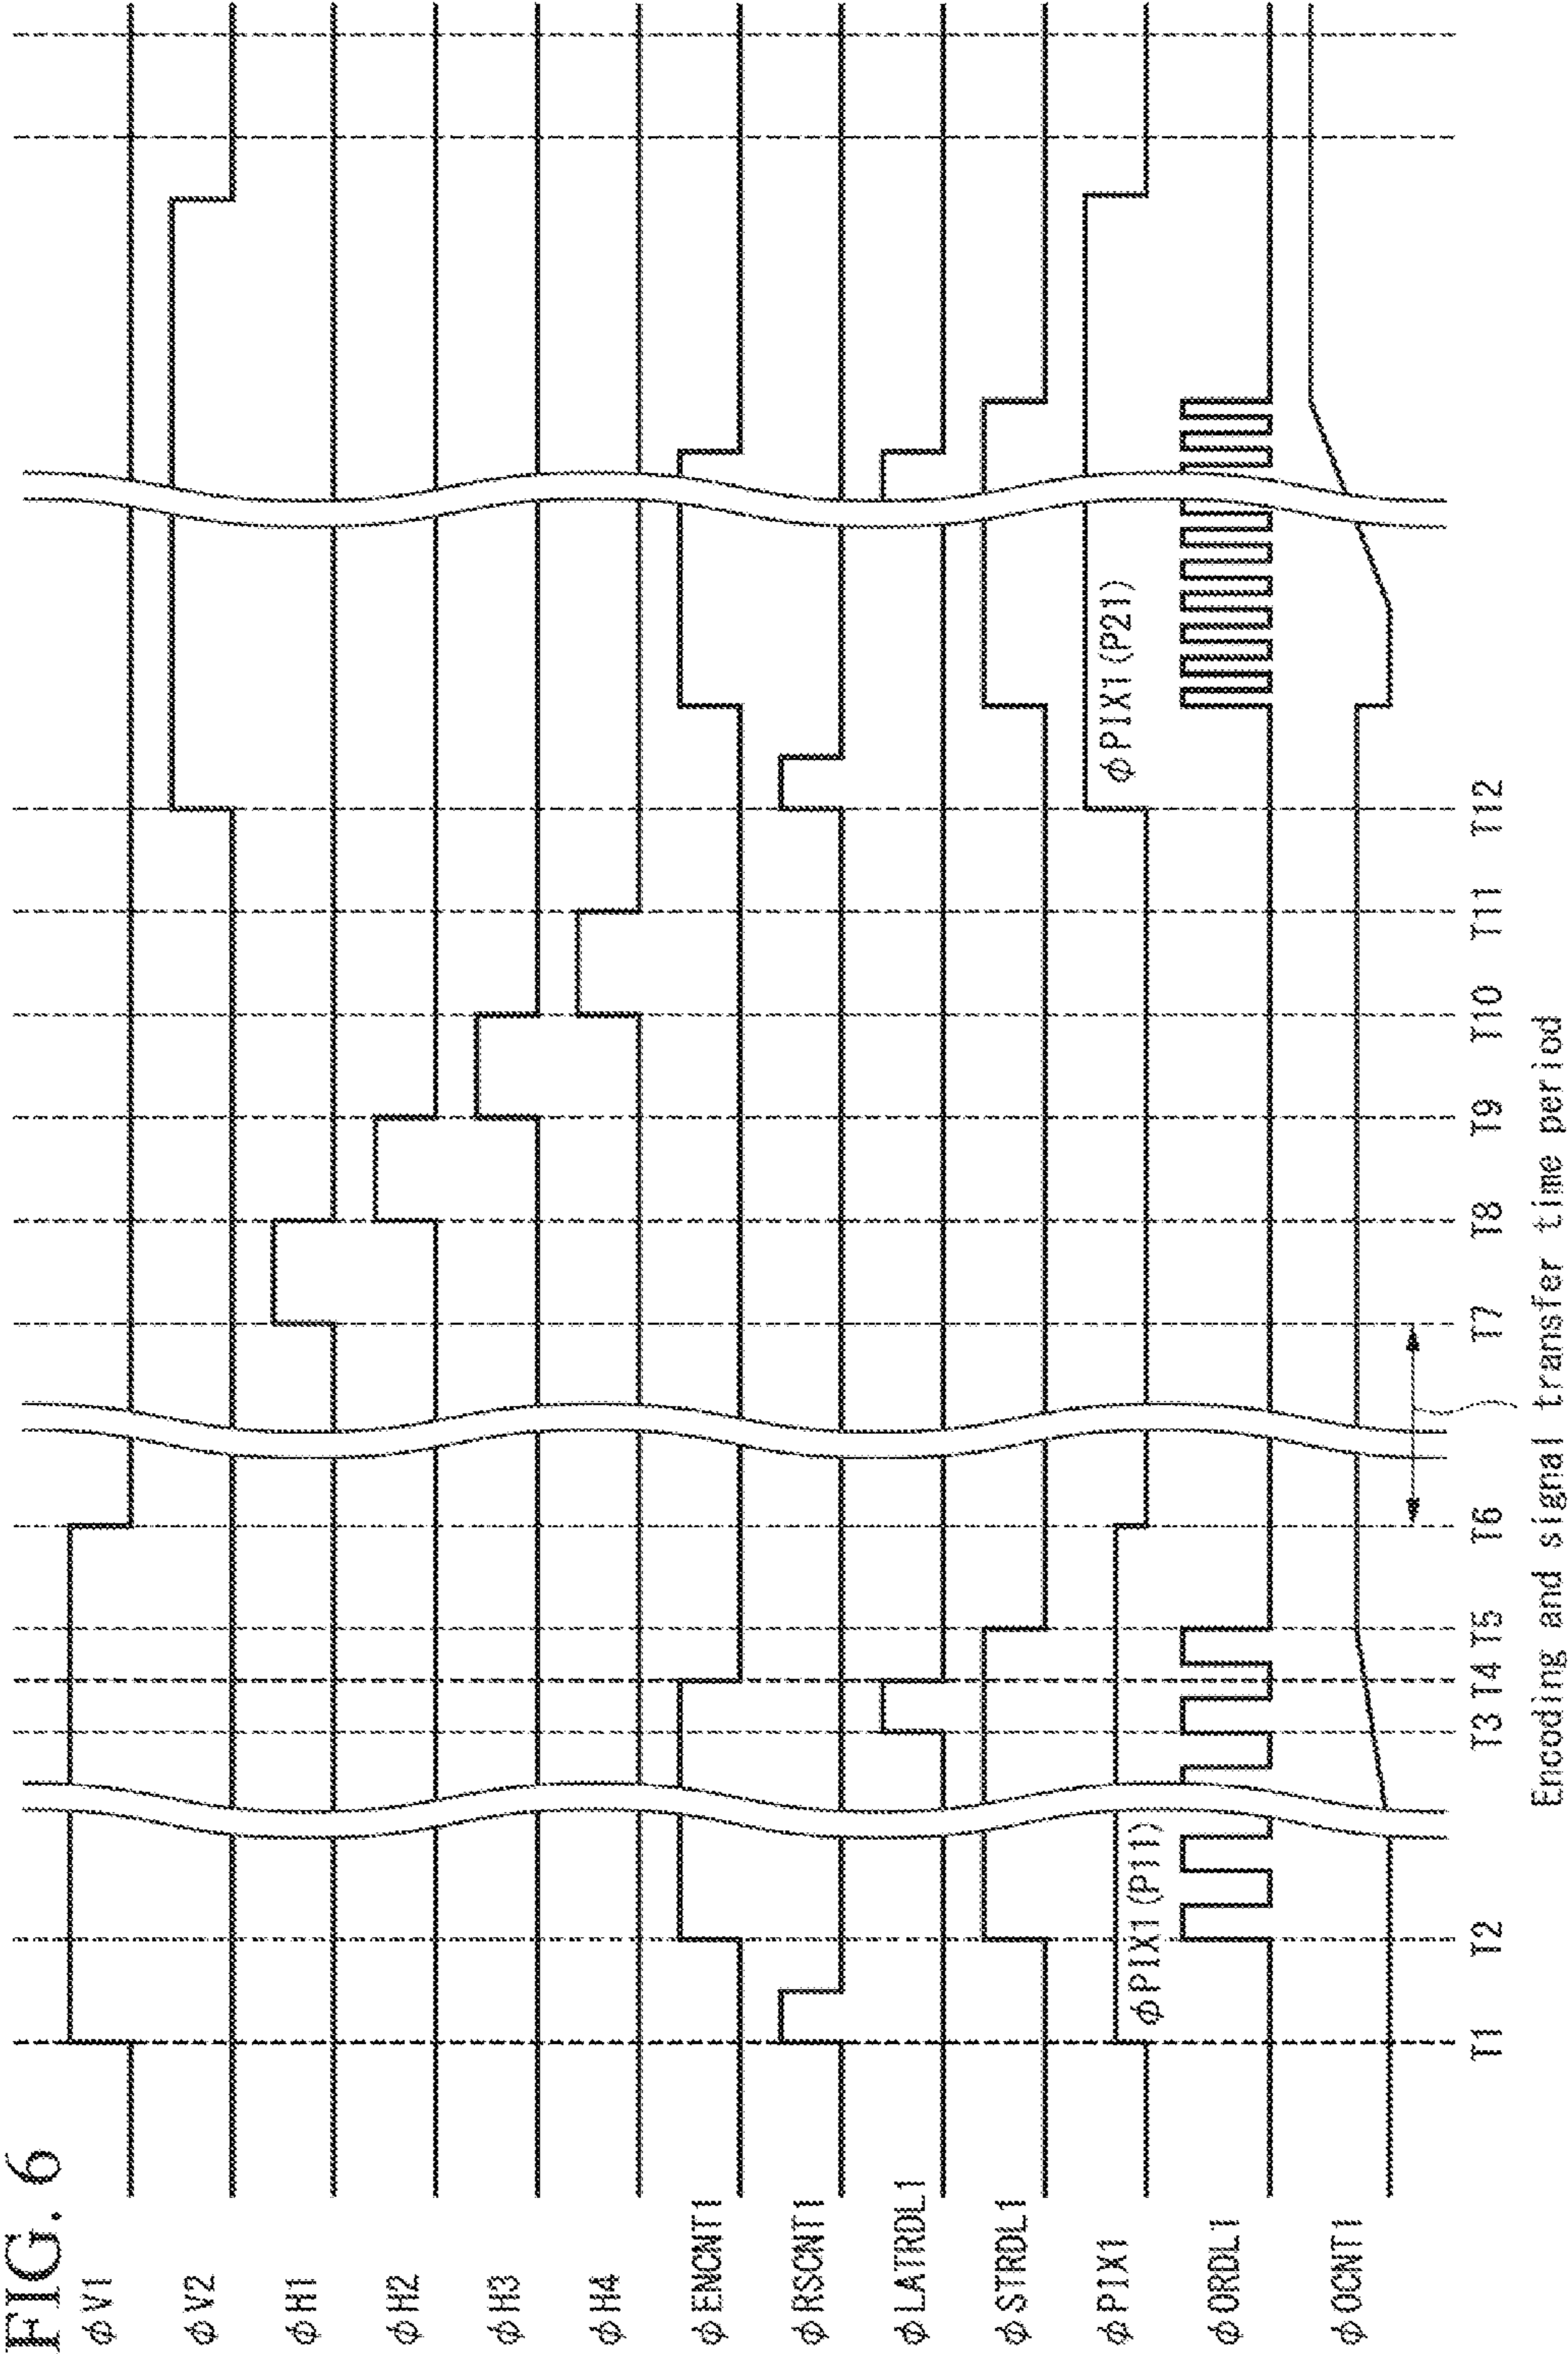 FIG. 6
φV1
φV2
φH1
φH2
φH3
φH4
φENCNT1
φRSCNT1
φLATRDL1
φSTRDL1
φPIX1
φPIX1(P11)
φPIX1(P21)
φORDL1
φOCNT1
T1 T2 T3 T4 T5 T6 T7 T8 T9 T10 T11 T12
Encoding and signal transfer time period